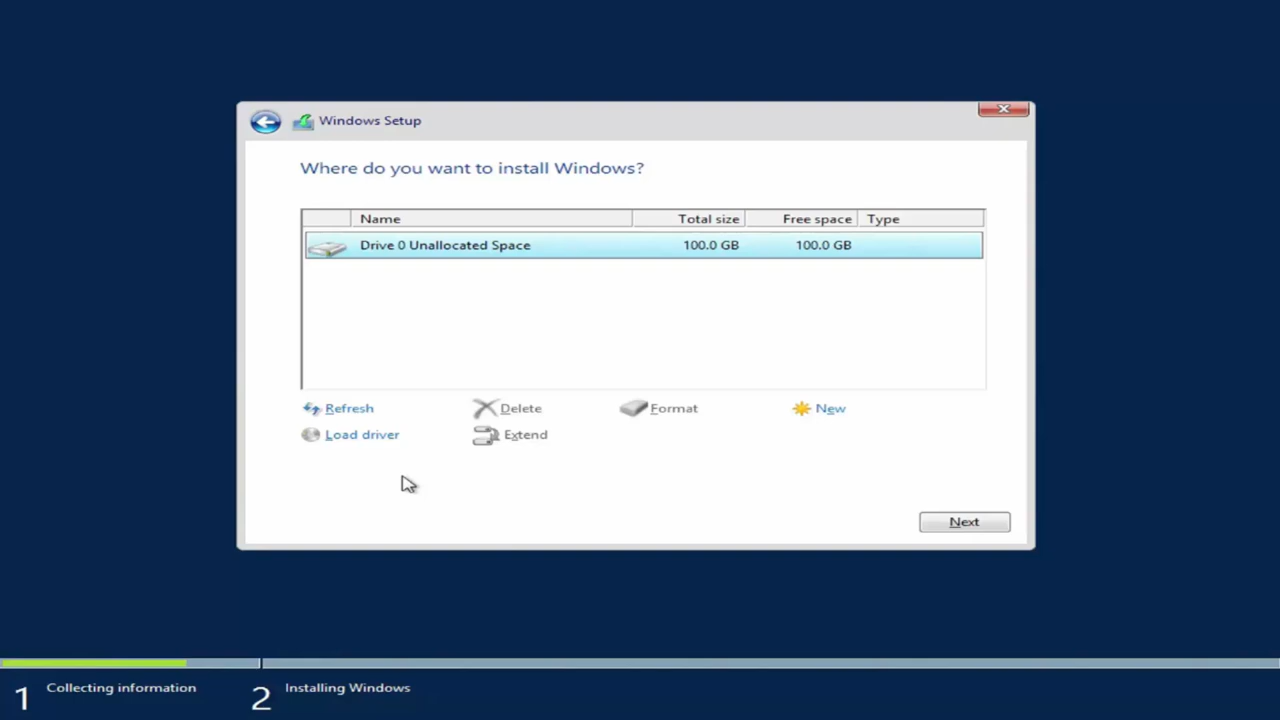 Windows Setup
Where do you want to install Windows?
Name Total size Free space Type
Drive 0 Unallocated Space 100.0 GB 100.0 GB
Refresh Delete Format New
Load driver Extend
Next
1 Collecting information 2 Installing Windows